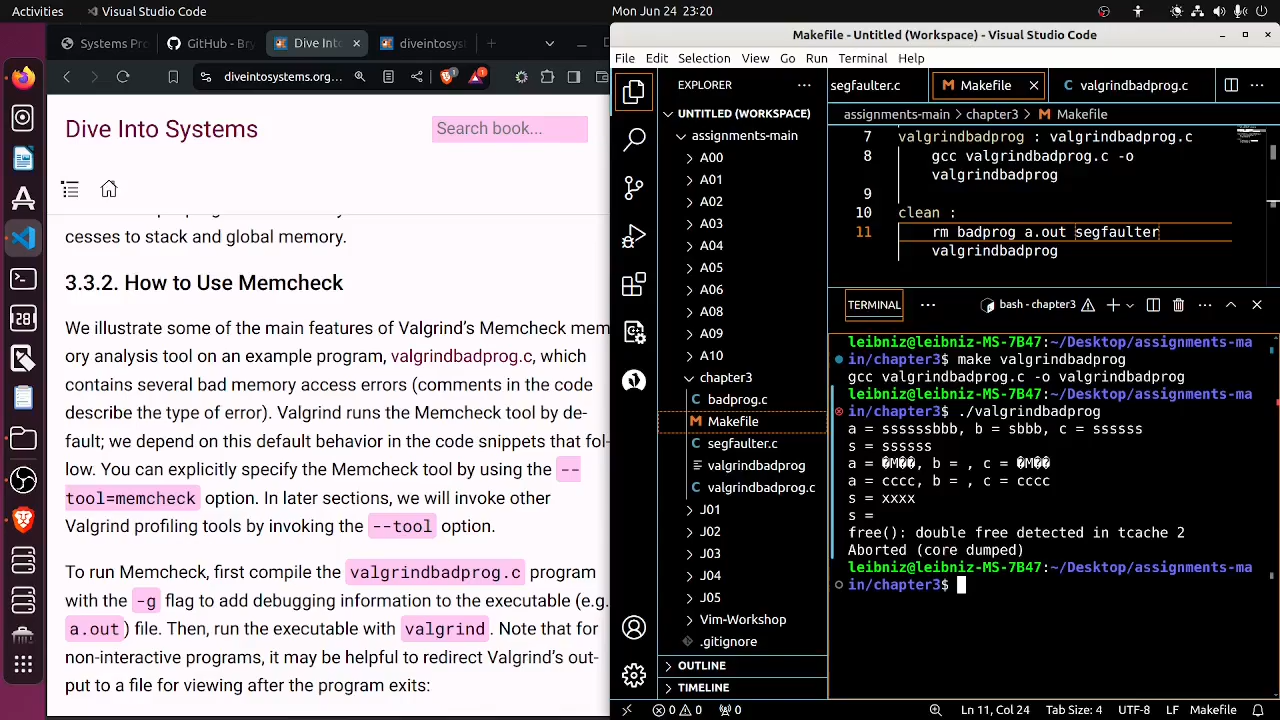 Activities
Visual Studio Code
Mon Jun 24 23:20
Systems Pro
GitHub - Bry
Dive Into
diveintosyst
diveintosystems.org...
Dive Into Systems
Search book...
cesses to stack and global memory.
3.3.2. How to Use Memcheck
We illustrate some of the main features of Valgrind’s Memcheck mem
ory analysis tool on an example program, valgrindbadprog.c, which
contains several bad memory access errors (comments in the code
describe the type of error). Valgrind runs the Memcheck tool by de-
fault; we depend on this default behavior in the code snippets that fol-
low. You can explicitly specify the Memcheck tool by using the --
tool=memcheck option. In later sections, we will invoke other
Valgrind profiling tools by invoking the --tool option.
To run Memcheck, first compile the valgrindbadprog.c program
with the -g flag to add debugging information to the executable (e.g.
a.out) file. Then, run the executable with valgrind. Note that for
non-interactive programs, it may be helpful to redirect Valgrind’s out-
put to a file for viewing after the program exits:
Makefile - Untitled (Workspace) - Visual Studio Code
File Edit Selection View Go Run Terminal Help
EXPLORER
UNTITLED (WORKSPACE)
assignments-main
A00
A01
A02
A03
A04
A05
A06
A08
A09
A10
chapter3
badprog.c
Makefile
segfaulter.c
valgrindbadprog
valgrindbadprog.c
J01
J02
J03
J04
J05
Vim-Workshop
.gitignore
OUTLINE
TIMELINE
segfaulter.c
Makefile
valgrindbadprog.c
assignments-main > chapter3 > Makefile
7 valgrindbadprog : valgrindbadprog.c
8 gcc valgrindbadprog.c -o
valgrindbadprog
9
10 clean :
11 rm badprog a.out segfaulter
valgrindbadprog
TERMINAL
bash - chapter3
leibniz@leibniz-MS-7B47:~/Desktop/assignments-ma
in/chapter3$ make valgrindbadprog
gcc valgrindbadprog.c -o valgrindbadprog
leibniz@leibniz-MS-7B47:~/Desktop/assignments-ma
in/chapter3$ ./valgrindbadprog
a = ssssssbbb, b = sbbb, c = ssssss
s = ssssss
a = �M��, b = , c = �M��
a = cccc, b = , c = cccc
s = xxxx
s =
free(): double free detected in tcache 2
Aborted (core dumped)
leibniz@leibniz-MS-7B47:~/Desktop/assignments-ma
in/chapter3$
0 0 0
Ln 11, Col 24 Tab Size: 4 UTF-8 LF Makefile